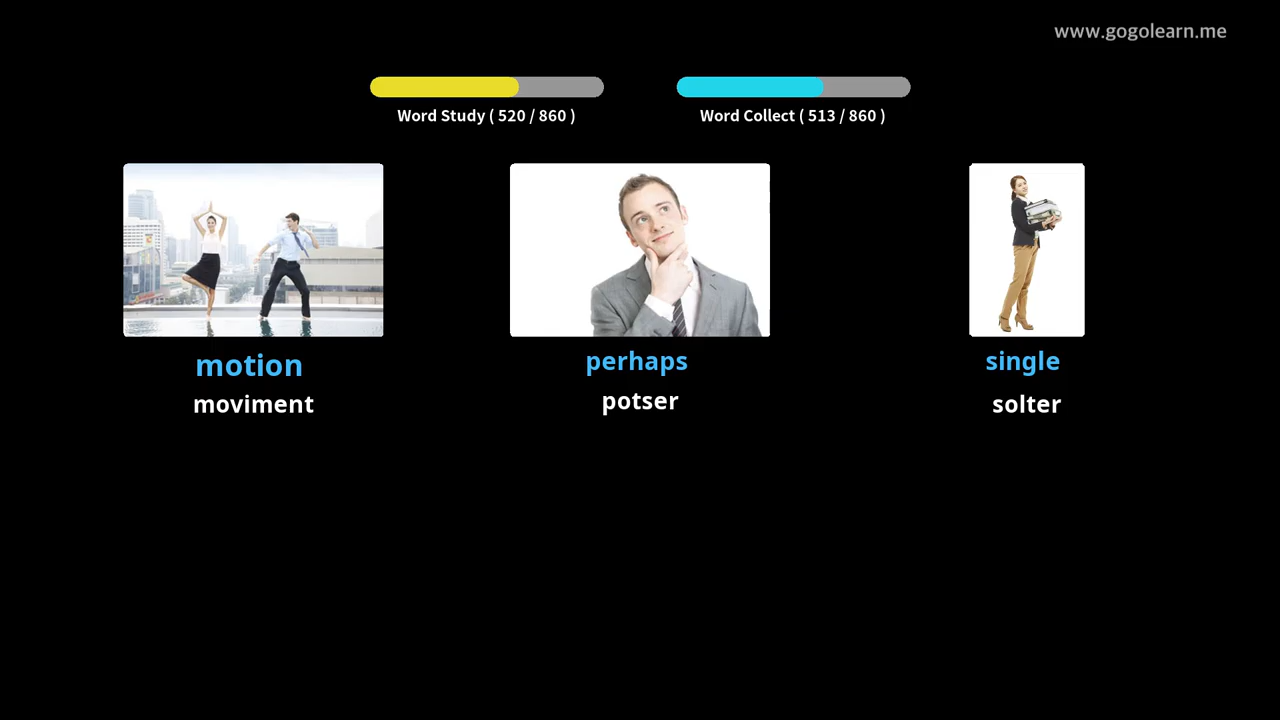 www.gogolearn.me
Word Study ( 520 / 860 )
Word Collect ( 513 / 860 )
motion
moviment
perhaps
potser
single
solter